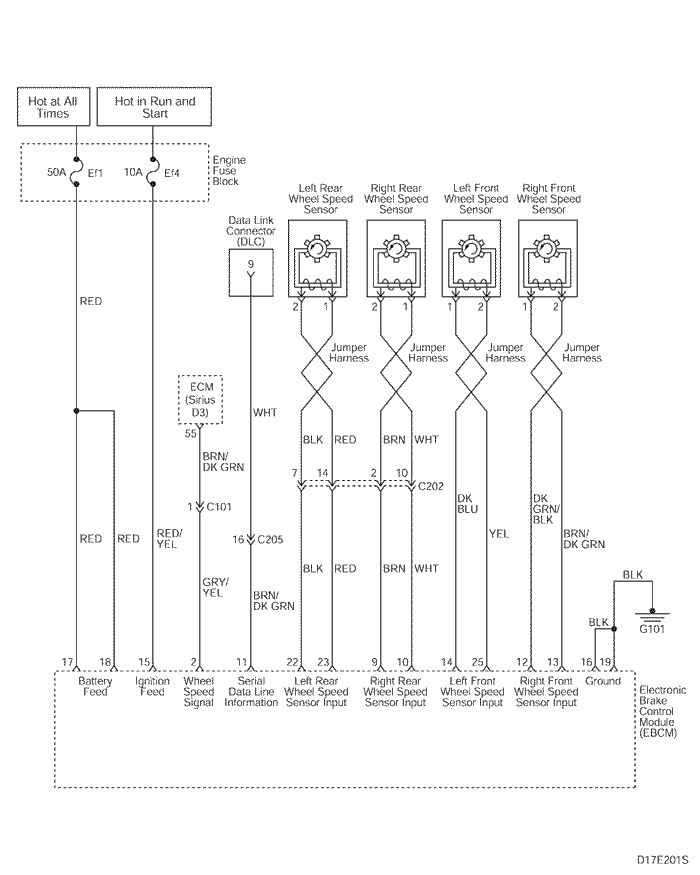 Hot at All
Times
Hot in Run and
Start
50A Ef1
10A Ef4
Engine
Fuse
Block
Data Link
Connector
(DLC)
9
Left Rear
Wheel Speed
Sensor
Right Rear
Wheel Speed
Sensor
Left Front
Wheel Speed
Sensor
Right Front
Wheel Speed
Sensor
2 1
2 1
1 2
1 2
RED
Jumper
Harness
Jumper
Harness
Jumper
Harness
ECM
(Sirius
D3)
55
WHT
BRN/
DK GRN
BLK RED
BRN WHT
7 14 2 10 C202
1 C101
DK
BLU
YEL
DK
GRN/
BLK
BRN/
DK GRN
RED RED
RED/
YEL
16 C205
GRY/
YEL
BRN/
DK GRN
BLK RED
BRN WHT
BLK
BLK
G101
17 18 15 2 11 22 23 9 10 14 25 12 13 16 19
Battery
Feed
Ignition
Feed
Wheel
Speed
Signal
Serial
Data Line
Information
Left Rear
Wheel Speed
Sensor Input
Right Rear
Wheel Speed
Sensor Input
Left Front
Wheel Speed
Sensor Input
Right Front
Wheel Speed
Sensor Input
Ground
Electronic
Brake
Control
Module
(EBCM)
D17E201S